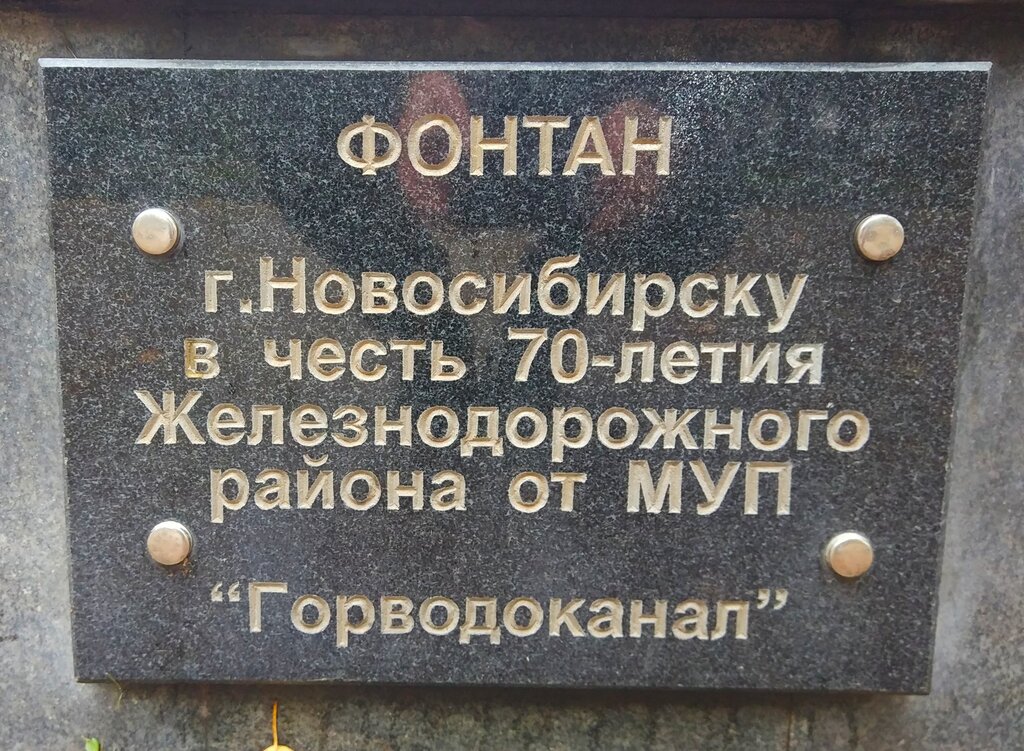 ФОНТАН
г.Новосибирску
в честь 70-летия
Железнодорожного
района от МУП
“Горводоканал”